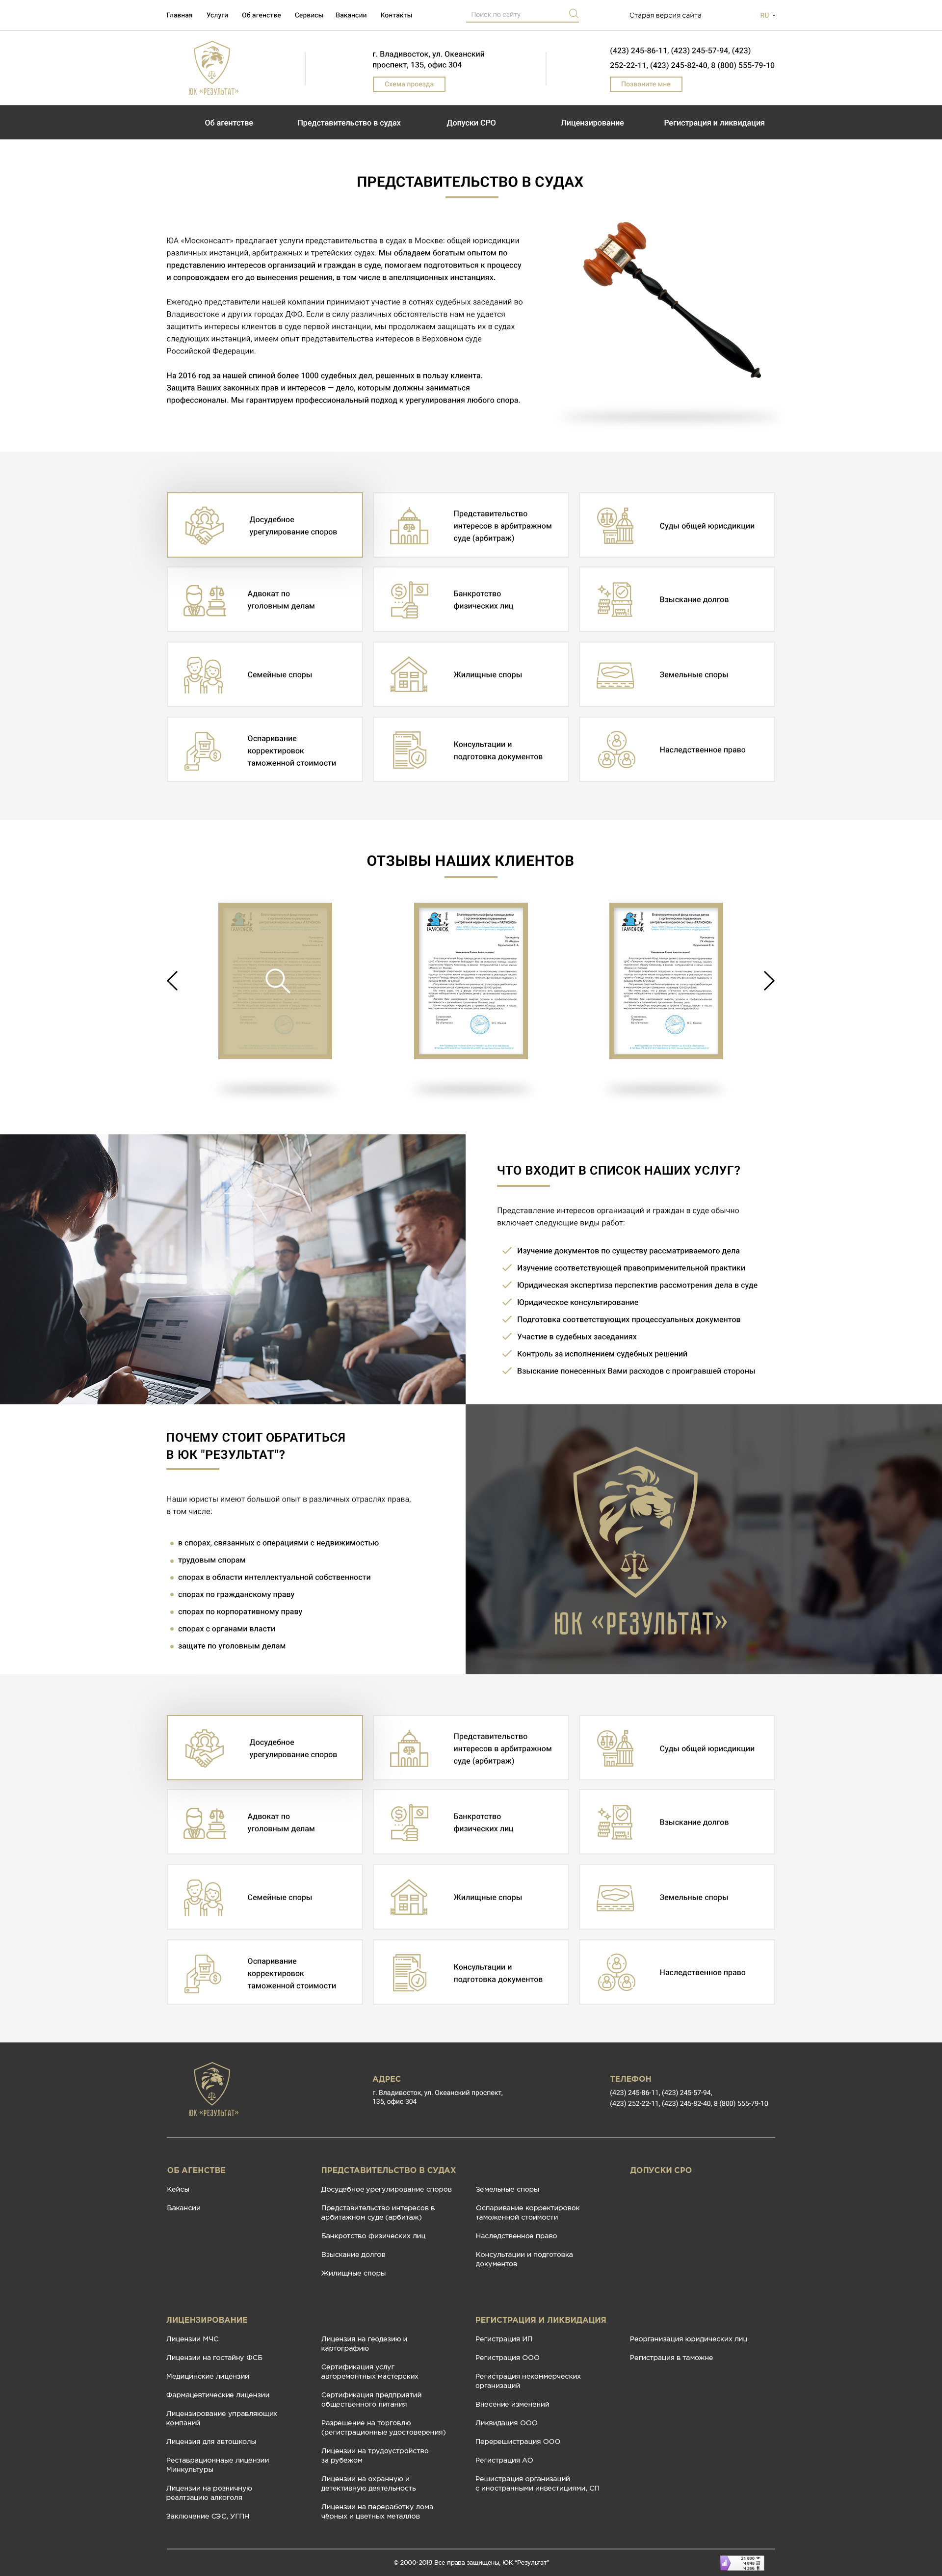 Главная Услуги Об агенстве Сервисы Вакансии Контакты
Поиск по сайту
Старая версия сайта
RU
ЮК «РЕЗУЛЬТАТ»
г. Владивосток, ул. Океанский
проспект, 135, офис 304
Схема проезда
(423) 245-86-11, (423) 245-57-94, (423)
252-22-11, (423) 245-82-40, 8 (800) 555-79-10
Позвоните мне
Об агентстве Представительство в судах Допуски СРО Лицензирование Регистрация и ликвидация
ПРЕДСТАВИТЕЛЬСТВО В СУДАХ
ЮА «Москонсалт» предлагает услуги представительства в судах в Москве: общей юрисдикции
различных инстанций, арбитражных и третейских судах. Мы обладаем богатым опытом по
представлению интересов организаций и граждан в суде, помогаем подготовиться к процессу
и сопровождаем его до вынесения решения, в том числе в апелляционных инстанциях.
Ежегодно представители нашей компании принимают участие в сотнях судебных заседаний во
Владивостоке и других городах ДФО. Если в силу различных обстоятельств нам не удается
защитить интересы клиентов в суде первой инстанции, мы продолжаем защищать их в судах
следующих инстанций, имеем опыт представительства интересов в Верховном суде
Российской Федерации.
На 2016 год за нашей спиной более 1000 судебных дел, решенных в пользу клиента.
Защита Ваших законных прав и интересов — дело, которым должны заниматься
профессионалы. Мы гарантируем профессиональный подход к урегулированию любого спора.
Досудебное
урегулирование споров
Представительство
интересов в арбитражном
суде (арбитраж)
Суды общей юрисдикции
Адвокат по
уголовным делам
Банкротство
физических лиц
Взыскание долгов
Семейные споры
Жилищные споры
Земельные споры
Оспаривание
корректировок
таможенной стоимости
Консультации и
подготовка документов
Наследственное право
ОТЗЫВЫ НАШИХ КЛИЕНТОВ
ЧТО ВХОДИТ В СПИСОК НАШИХ УСЛУГ?
Представление интересов организаций и граждан в суде обычно
включает следующие виды работ:
Изучение документов по существу рассматриваемого дела
Изучение соответствующей правоприменительной практики
Юридическая экспертиза перспектив рассмотрения дела в суде
Юридическое консультирование
Подготовка соответствующих процессуальных документов
Участие в судебных заседаниях
Контроль за исполнением судебных решений
Взыскание понесенных Вами расходов с проигравшей стороны
ПОЧЕМУ СТОИТ ОБРАТИТЬСЯ
В ЮК "РЕЗУЛЬТАТ"?
Наши юристы имеют большой опыт в различных отраслях права,
в том числе:
в спорах, связанных с операциями с недвижимостью
трудовым спорам
спорах в области интеллектуальной собственности
спорах по гражданскому праву
спорах по корпоративному праву
спорах с органами власти
защите по уголовным делам
ЮК «РЕЗУЛЬТАТ»
Досудебное
урегулирование споров
Представительство
интересов в арбитражном
суде (арбитраж)
Суды общей юрисдикции
Адвокат по
уголовным делам
Банкротство
физических лиц
Взыскание долгов
Семейные споры
Жилищные споры
Земельные споры
Оспаривание
корректировок
таможенной стоимости
Консультации и
подготовка документов
Наследственное право
ЮК «РЕЗУЛЬТАТ»
АДРЕС
г. Владивосток, ул. Океанский проспект,
135, офис 304
ТЕЛЕФОН
(423) 245-86-11, (423) 245-57-94,
(423) 252-22-11, (423) 245-82-40, 8 (800) 555-79-10
ОБ АГЕНСТВЕ
Кейсы
Вакансии
ПРЕДСТАВИТЕЛЬСТВО В СУДАХ
Досудебное урегулирование споров
Представительство интересов в
арбитажном суде (арбитаж)
Банкротство физических лиц
Взыскание долгов
Жилищные споры
Земельные споры
Оспаривание корректировок
таможенной стоимости
Наследственное право
Консультации и подготовка
документов
ДОПУСКИ СРО
ЛИЦЕНЗИРОВАНИЕ
Лицензии МЧС
Лицензии на гостайну ФСБ
Медицинские лицензии
Фармацевтические лицензии
Лицензирование управляющих
компаний
Лицензия для автошколы
Реставрационнаые лицензии
Минкультуры
Лицензии на розничную
реалтзацию алкоголя
Заключение СЭС, УГПН
Лицензия на геодезию и
картографию
Сертификация услуг
авторемонтных мастерских
Сертификация предприятий
общественного питания
Разрешение на торговлю
(регистрационные удостоверения)
Лицензии на трудоустройство
за рубежом
Лицензии на охранную и
детективную деятельность
Лицензии на переработку лома
чёрных и цветных металлов
РЕГИСТРАЦИЯ И ЛИКВИДАЦИЯ
Регистрация ИП
Регистрация ООО
Регистрация некоммерческих
организаций
Внесение изменений
Ликвидация ООО
Перерешистрация ООО
Регистрация АО
Решистрация организаций
с иностранными инвестициями, СП
Реорганизация юридических лиц
Регистрация в таможне
© 2000-2019 Все права защищены, ЮК "Результат"